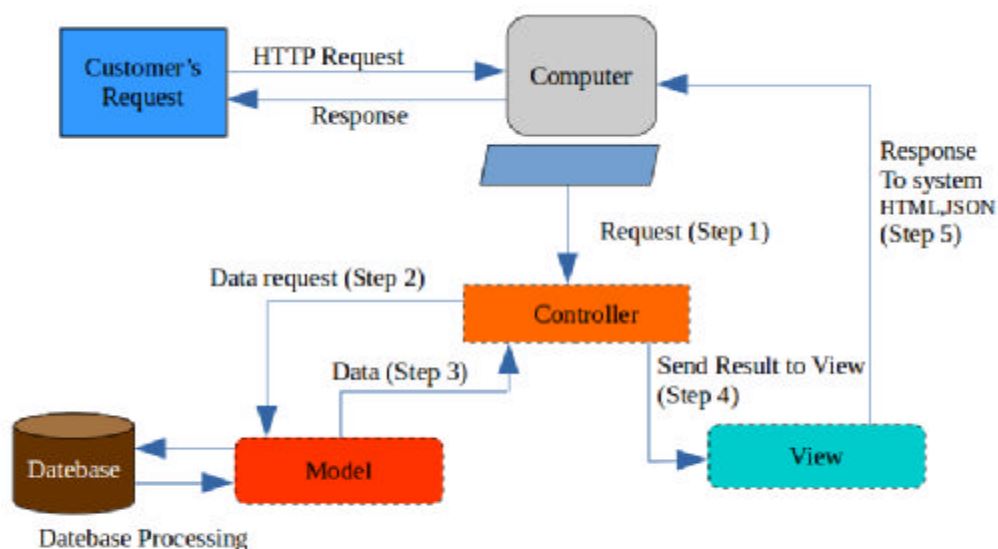 Customer's
Request
HTTP Request
Response
Computer
Response
To system
HTML,JSON
(Step 5)
Request (Step 1)
Data request (Step 2)
Controller
Data (Step 3)
Send Result to View
(Step 4)
Datebase
Model
View
Datebase Processing